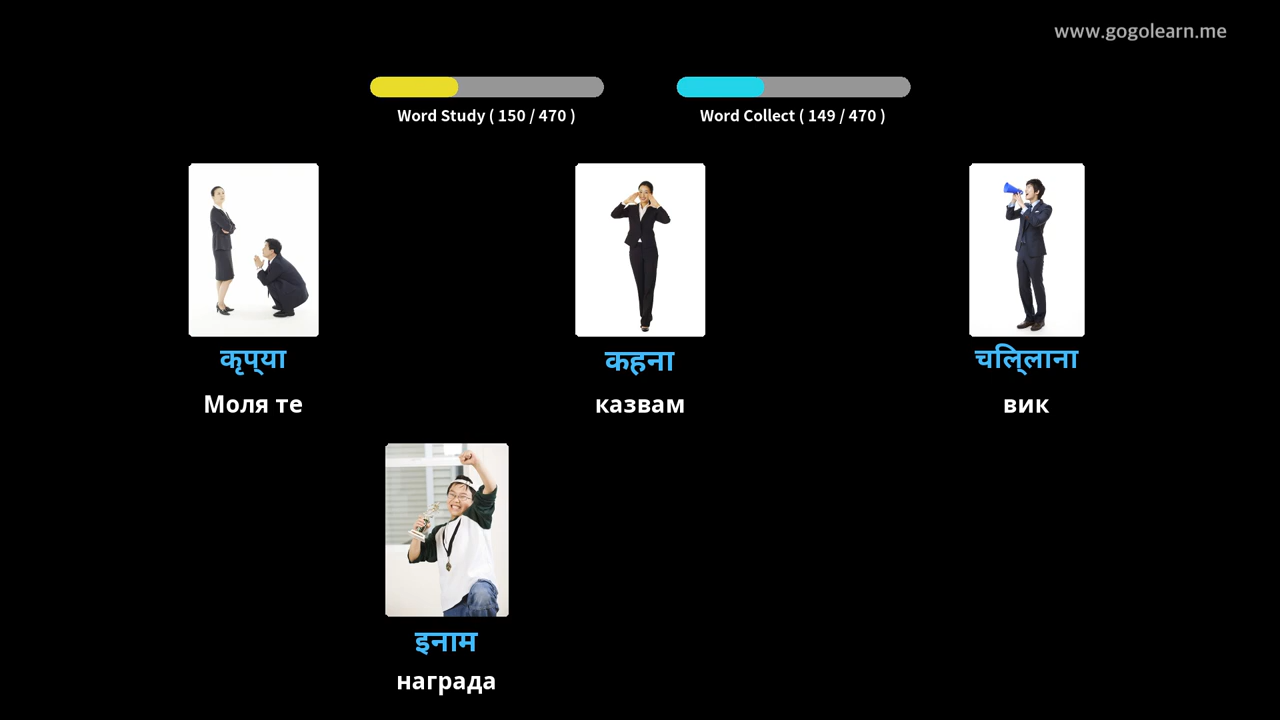 www.gogolearn.me
Word Study ( 150 / 470 )
Word Collect ( 149 / 470 )
कृप्या
कहना
चिल्लाना
Моля те
казвам
вик
इनाम
награда